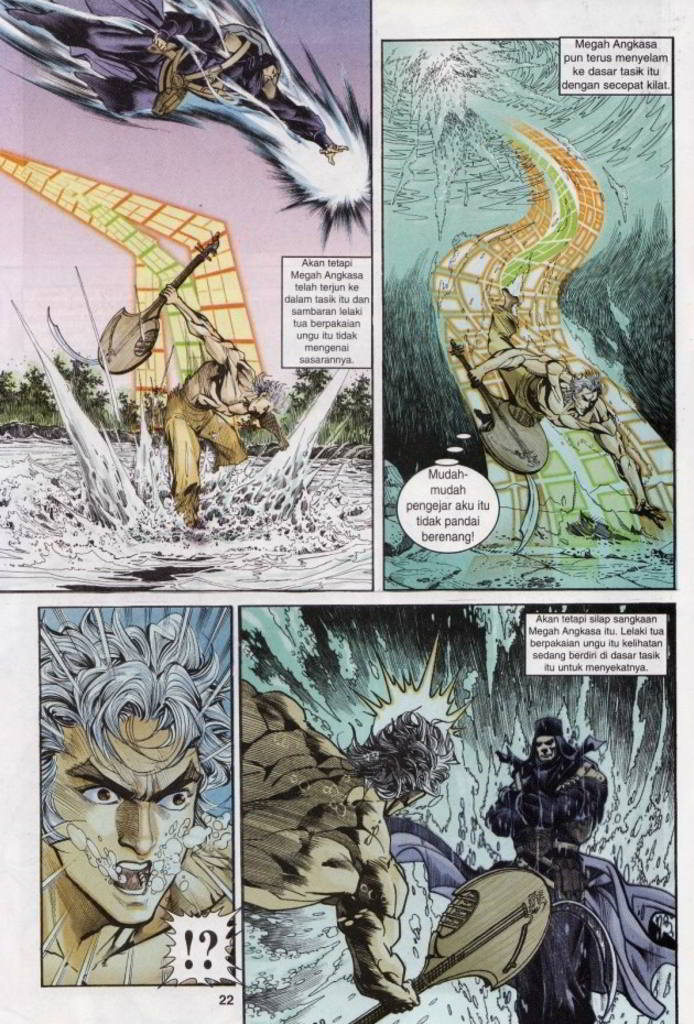 Akan tetapi
Megah Angkasa
telah terjun ke
dalam tasik itu dan
sambaran lelaki
tua berpakaian
ungu itu tidak
mengenai
sasarannya.
Megah Angkasa
pun terus menyelam
ke dasar tasik itu
dengan secepat kilat.
Mudah-
mudah
pengejar aku itu
tidak pandai
berenang!
!?
Akan tetapi silap sangkaan
Megah Angkasa itu. Lelaki tua
berpakaian ungu itu kelihatan
sedang berdiri di dasar tasik
itu untuk menyekatnya.
22